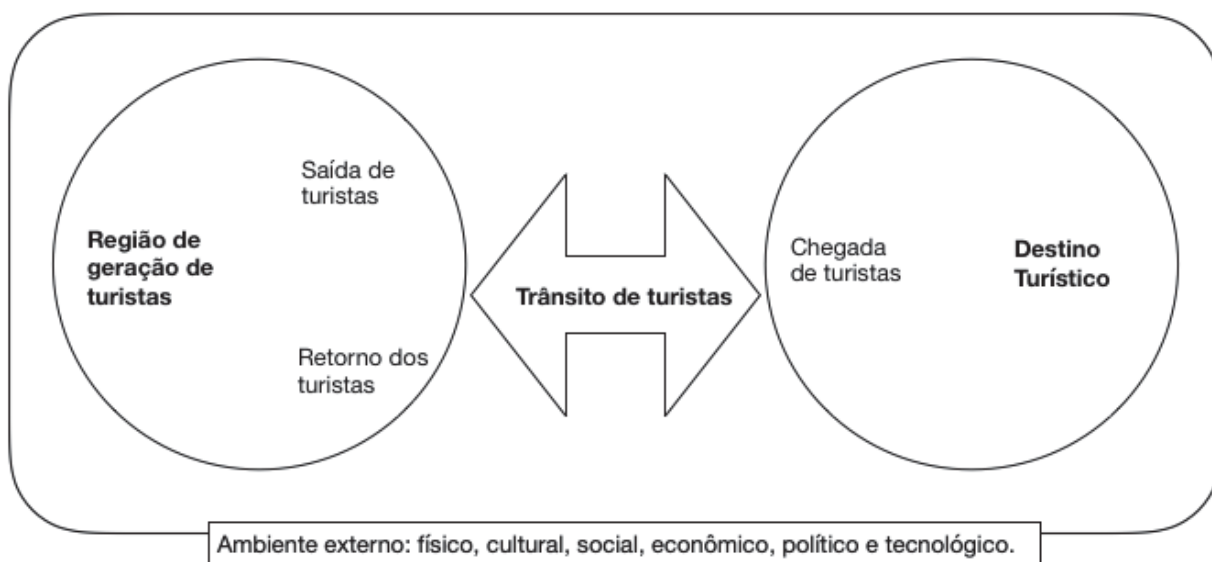 Saída de
turistas
Região de
geração de
turistas
Retorno dos
turistas
Trânsito de turistas
Chegada
de turistas
Destino
Turístico
Ambiente externo: físico, cultural, social, econômico, político e tecnológico.